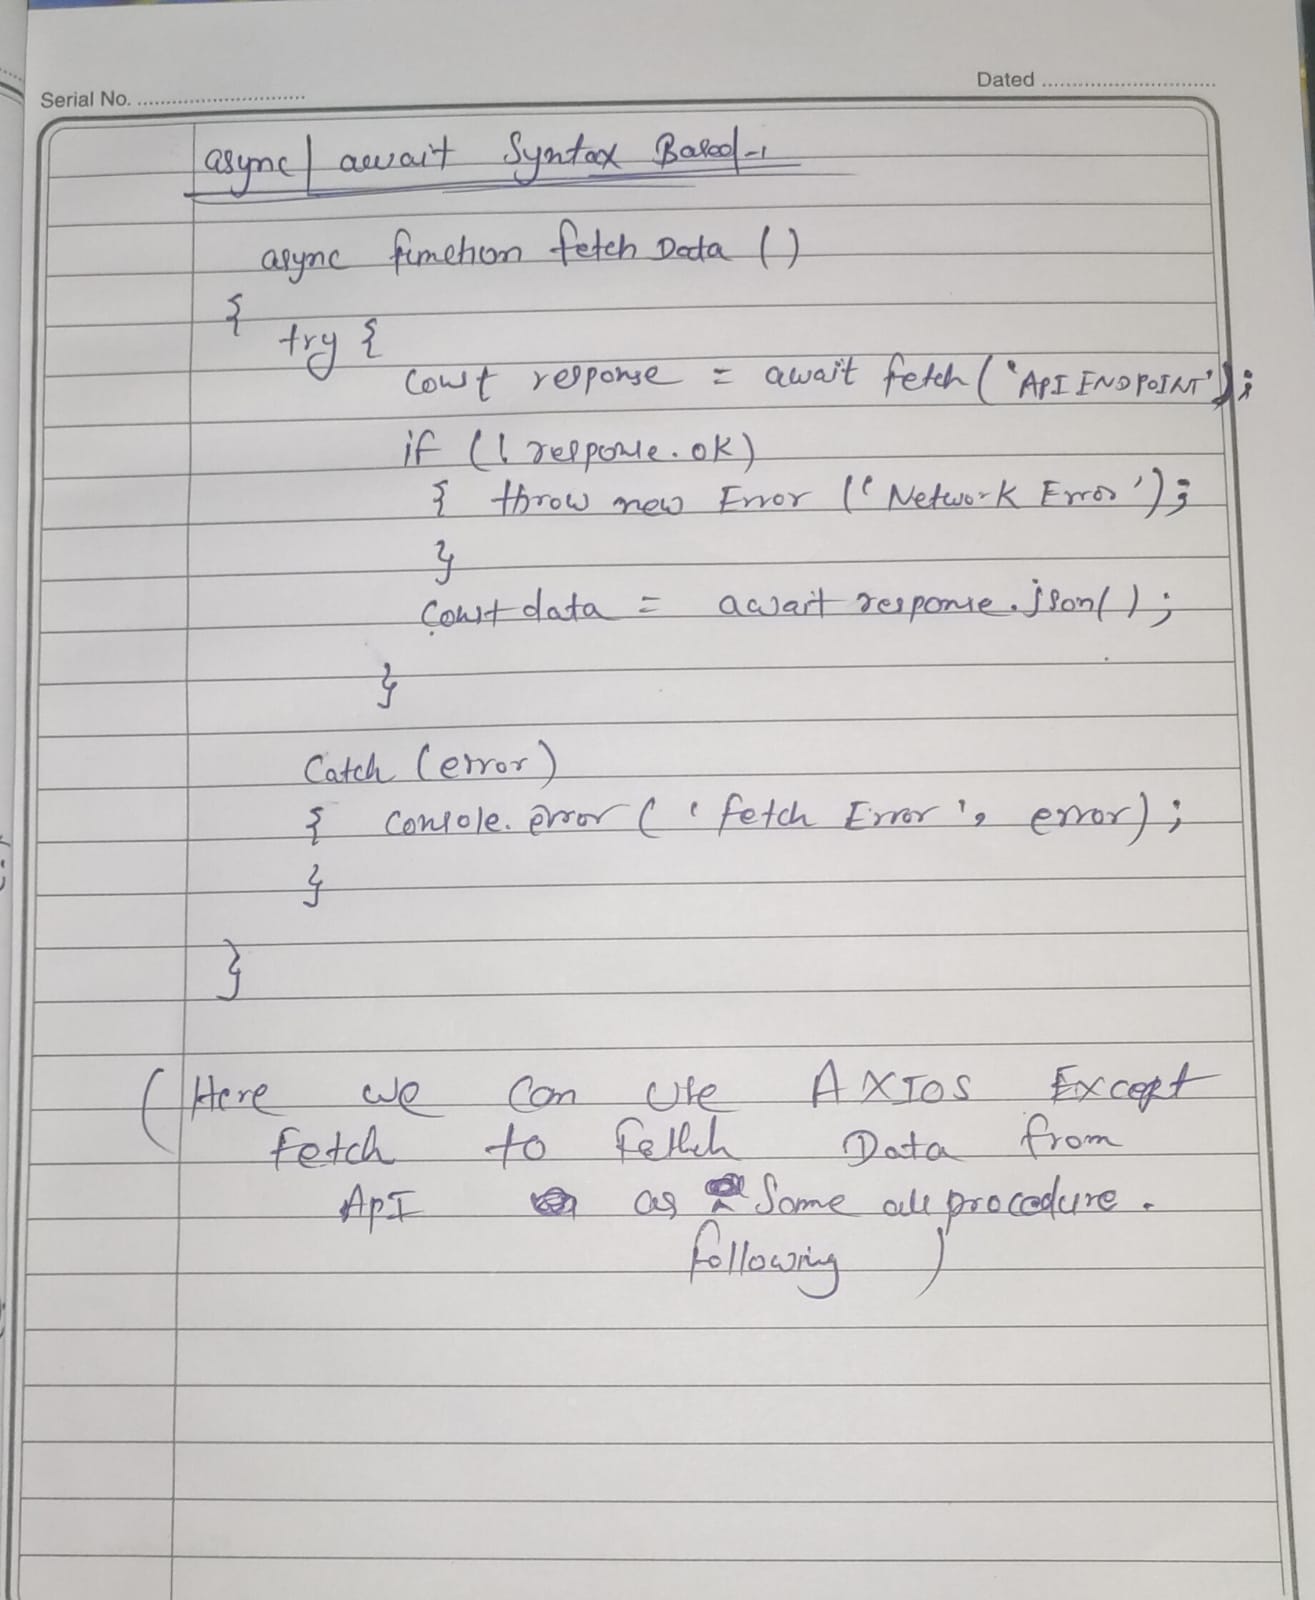 Serial No. ............................
Dated ............................
async / await Syntax Based -
async function fetch Data ()
{
try {
const response = await fetch ('API ENDPOINT');
if (! response.ok)
{ throw new Error ('Network Error');
}
const data = await response.json();
}
Catch (error)
{ console.error ('fetch Error', error);
}
}
(Here we can use AXIOS Except
fetch to fetch Data from
API as Same all procedure.
following )